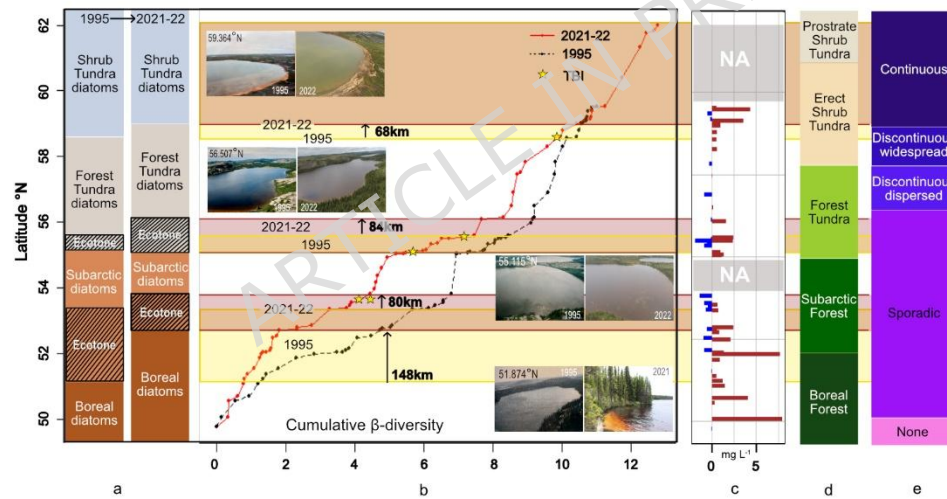 1995 → 2021-22
Shrub
Tundra
diatoms
Shrub
Tundra
diatoms
Forest
Tundra
diatoms
Forest
Tundra
diatoms
Ecotone
Ecotone
Subarctic
diatoms
Subarctic
diatoms
Ecotone
Ecotone
Boreal
diatoms
Boreal
diatoms
Latitude °N
62
60
58
56
54
52
50
a
59.364°N
1995
2022
2021-22
1995
TBI
2021-22
1995
68km
56.507°N
1995
2022
2021-22
84km
1995
55.115°N
1995
2022
80km
2021-22
1995
148km
51.874°N
1995
2021
Cumulative β-diversity
0 2 4 6 8 10 12
b
NA
NA
0 5
mg L-1
c
Prostrate
Shrub
Tundra
Erect
Shrub
Tundra
Forest
Tundra
Subarctic
Forest
Boreal
Forest
d
Continuous
Discontinuous
widespread
Discontinuous
dispersed
Sporadic
None
e
ARTICLE IN PRE